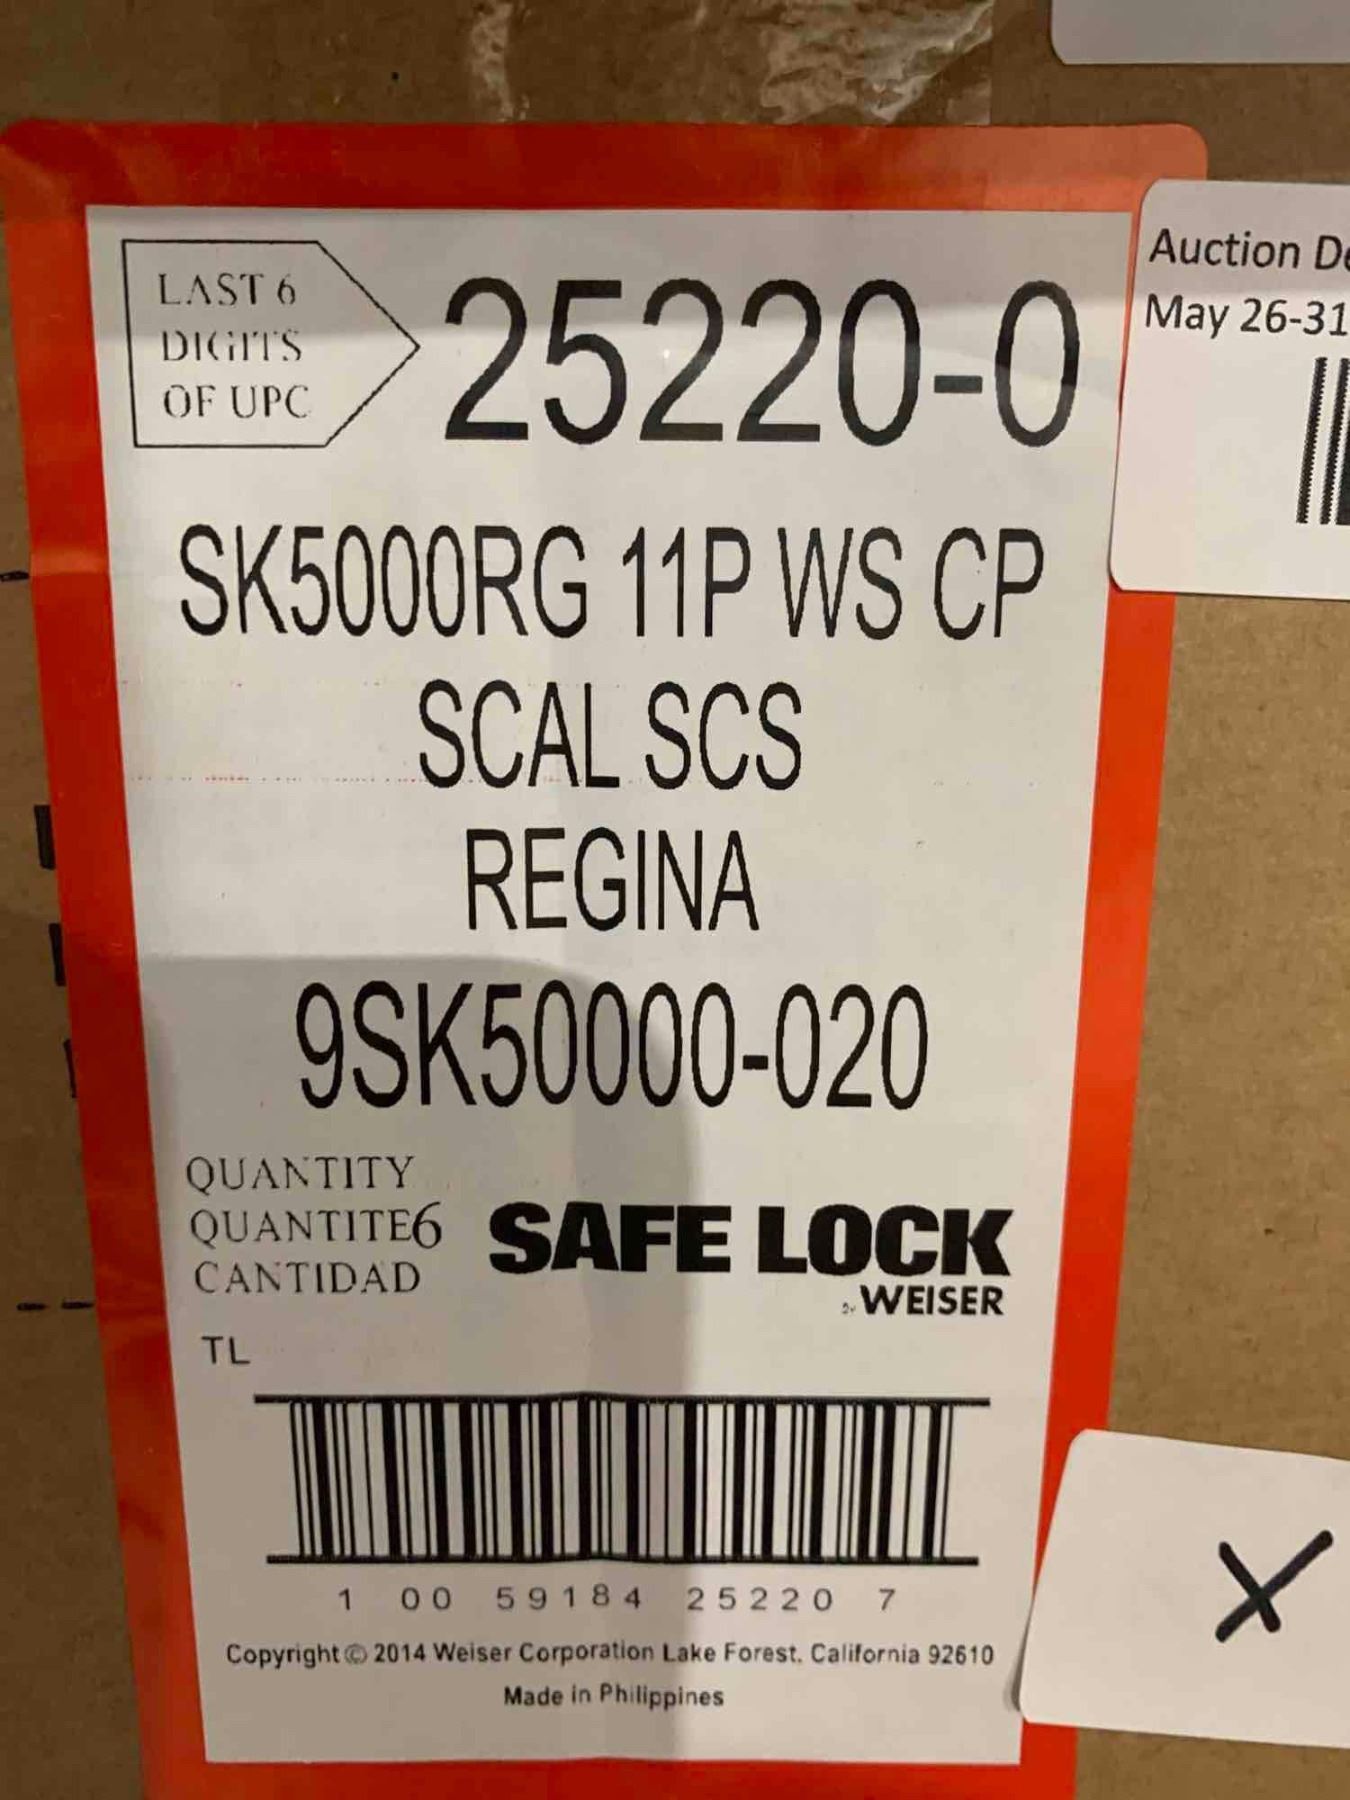 LAST 6
DIGITS
OF UPC
25220-0
SK5000RG 11P WS CP
SCAL SCS
REGINA
9SK50000-020
QUANTITY
QUANTITE6
CANTIDAD
SAFE LOCK
BY WEISER
TL
1 00 59184 25220 7
Copyright © 2014 Weiser Corporation Lake Forest, California 92610
Made in Philippines
Auction
May 26-31
X